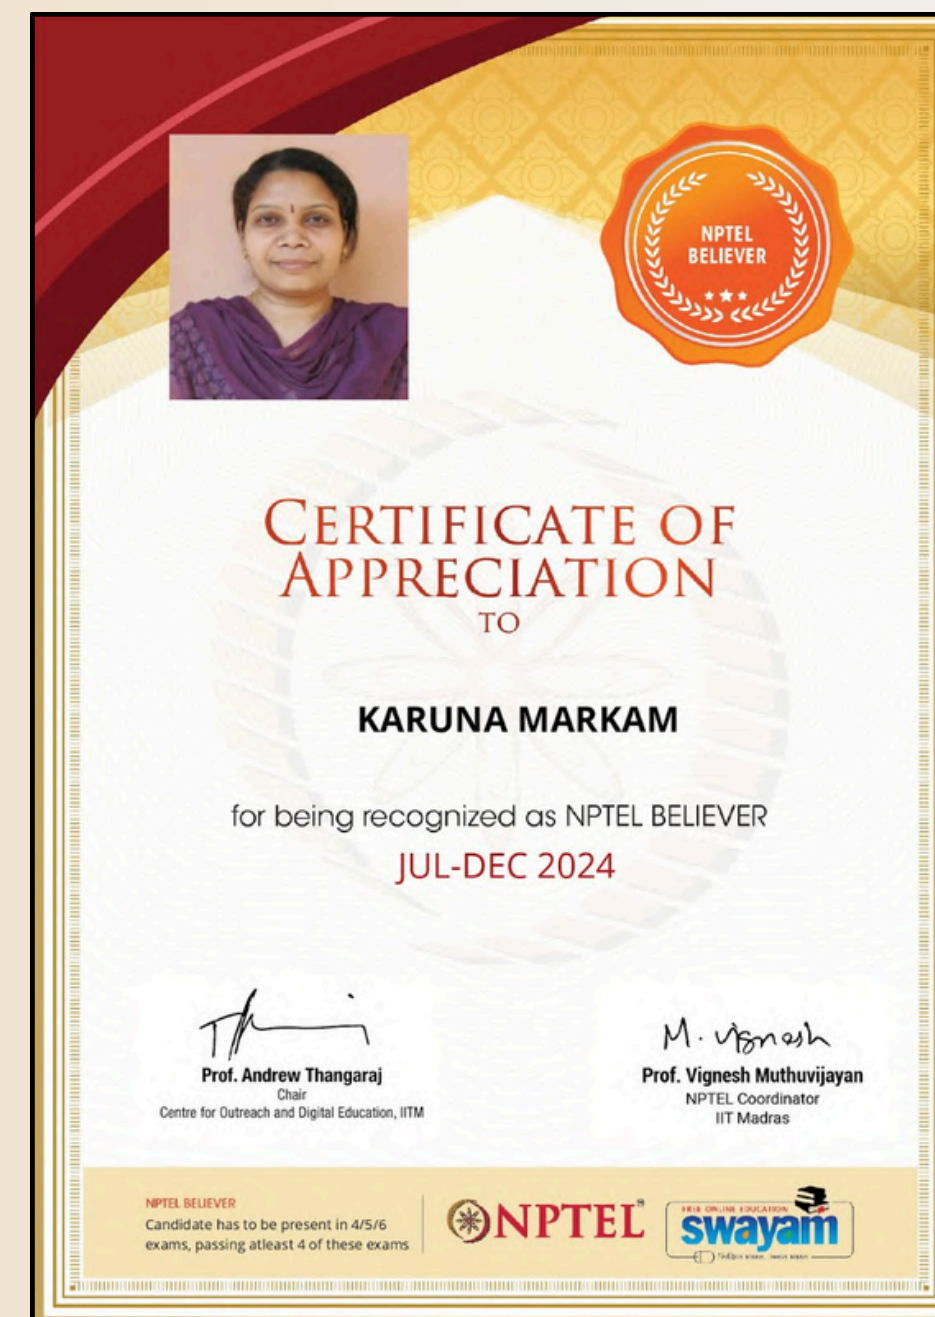 NPTEL
BELIEVER
CERTIFICATE OF
APPRECIATION
TO
KARUNA MARKAM
for being recognized as NPTEL BELIEVER
JUL-DEC 2024
M. Vignesh
Prof. Andrew Thangaraj
Chair
Centre for Outreach and Digital Education, IITM
Prof. Vignesh Muthuvijayan
NPTEL Coordinator
IIT Madras
NPTEL BELIEVER
Candidate has to be present in 4/5/6
exams, passing atleast 4 of these exams
NPTEL
FREE ONLINE EDUCATION
swayam